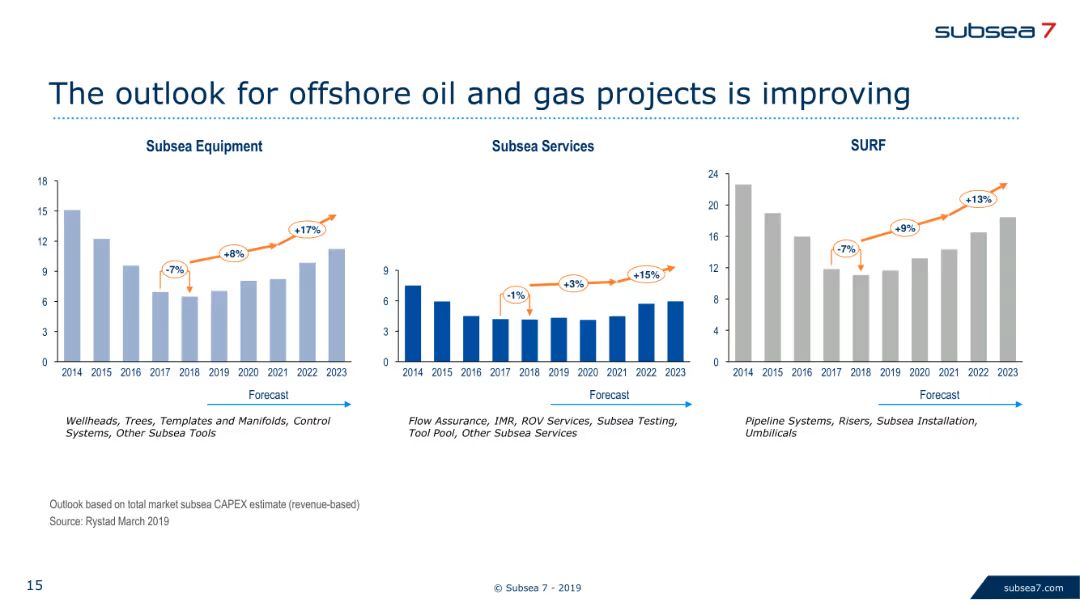 subsea 7
The outlook for offshore oil and gas projects is improving
Subsea Equipment
18
15
12
9
6
3
0
-7%
+8%
+17%
2014 2015 2016 2017 2018 2019 2020 2021 2022 2023
Forecast
Wellheads, Trees, Templates and Manifolds, Control
Systems, Other Subsea Tools
Subsea Services
9
6
3
0
-1%
+3%
+15%
2014 2015 2016 2017 2018 2019 2020 2021 2022 2023
Forecast
Flow Assurance, IMR, ROV Services, Subsea Testing,
Tool Pool, Other Subsea Services
SURF
24
20
16
12
8
4
0
-7%
+9%
+13%
2014 2015 2016 2017 2018 2019 2020 2021 2022 2023
Forecast
Pipeline Systems, Risers, Subsea Installation,
Umbilicals
Outlook based on total market subsea CAPEX estimate (revenue-based)
Source: Rystad March 2019
15
© Subsea 7 - 2019
subsea7.com